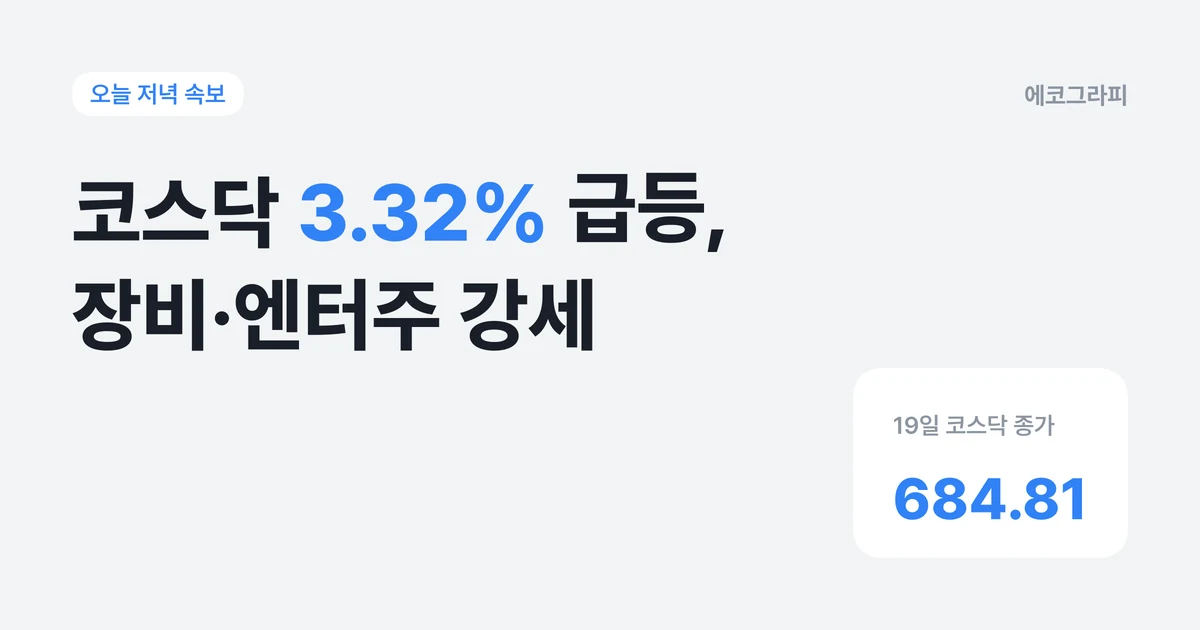 오늘 저녁 속보
에코그라피
코스닥 3.32% 급등,
장비·엔터주 강세
19일 코스닥 종가
684.81